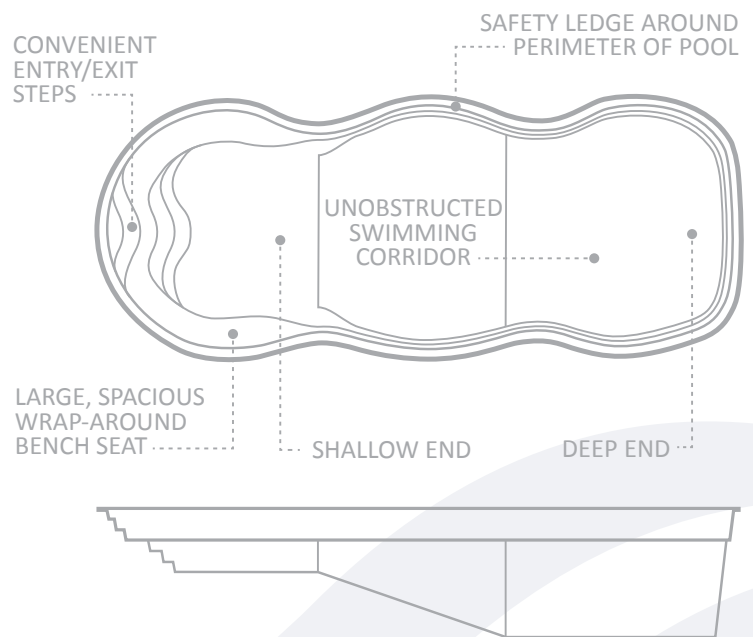 CONVENIENT
ENTRY/EXIT
STEPS
SAFETY LEDGE AROUND
PERIMETER OF POOL
UNOBSTRUCTED
SWIMMING
CORRIDOR
LARGE, SPACIOUS
WRAP-AROUND
BENCH SEAT
SHALLOW END
DEEP END